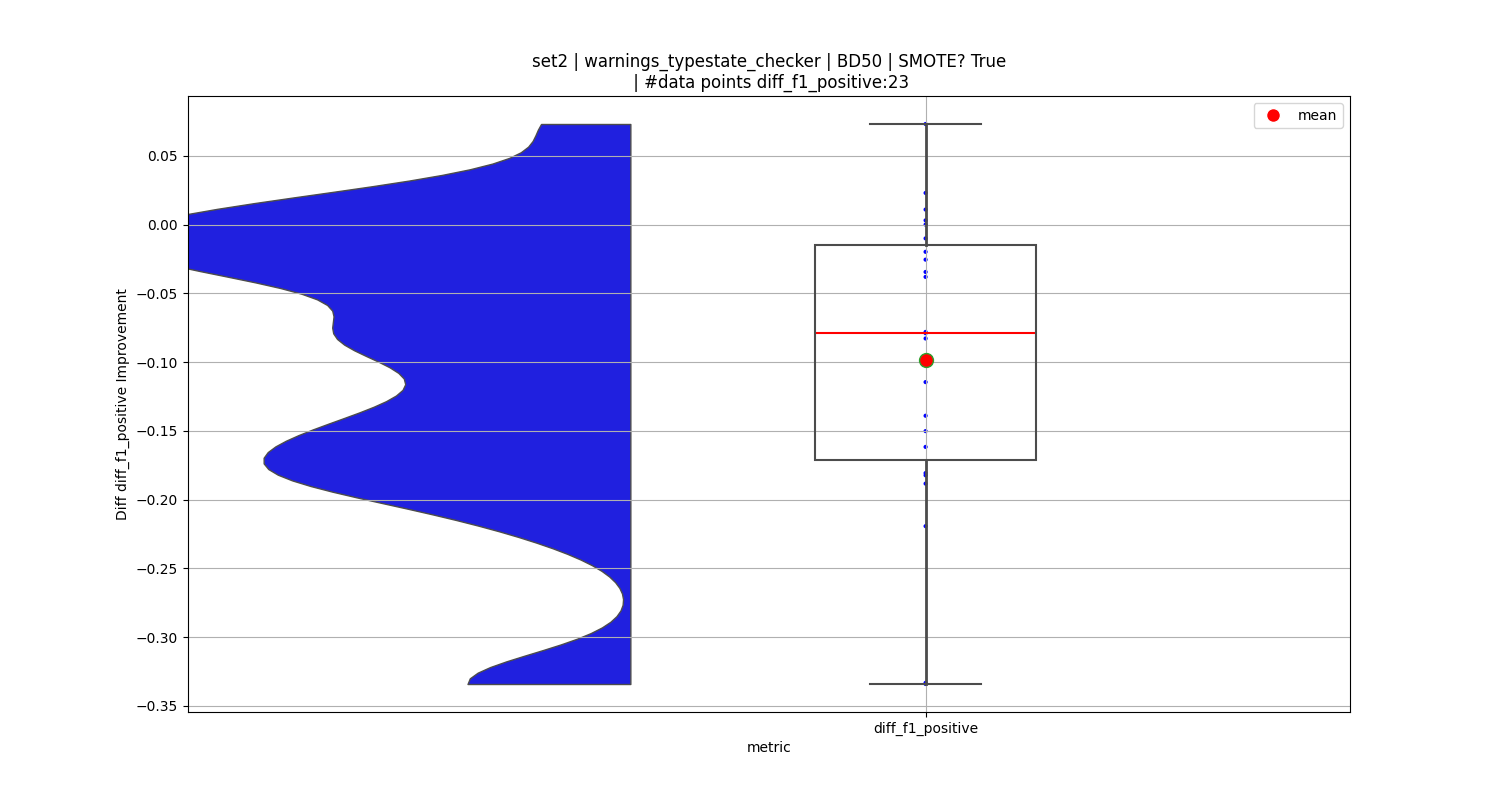 set2 | warnings_typestate_checker | BD50 | SMOTE? True
| #data points diff_f1_positive:23
mean
0.05
0.00
−0.05
−0.10
−0.15
−0.20
−0.25
−0.30
−0.35
Diff diff_f1_positive Improvement
diff_f1_positive
metric